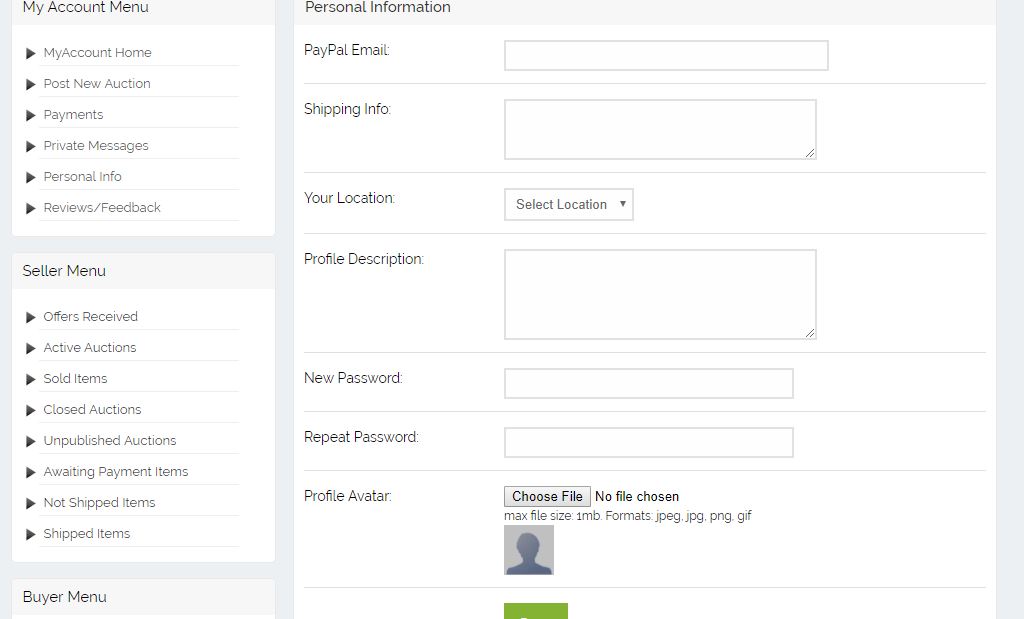 My Account Menu
MyAccount Home
Post New Auction
Payments
Private Messages
Personal Info
Reviews/Feedback
Seller Menu
Offers Received
Active Auctions
Sold Items
Closed Auctions
Unpublished Auctions
Awaiting Payment Items
Not Shipped Items
Shipped Items
Buyer Menu
Personal Information
PayPal Email:
Shipping Info:
Your Location:
Select Location
Profile Description:
New Password:
Repeat Password:
Profile Avatar:
Choose File No file chosen
max file size: 1mb. Formats: jpeg, jpg, png, gif